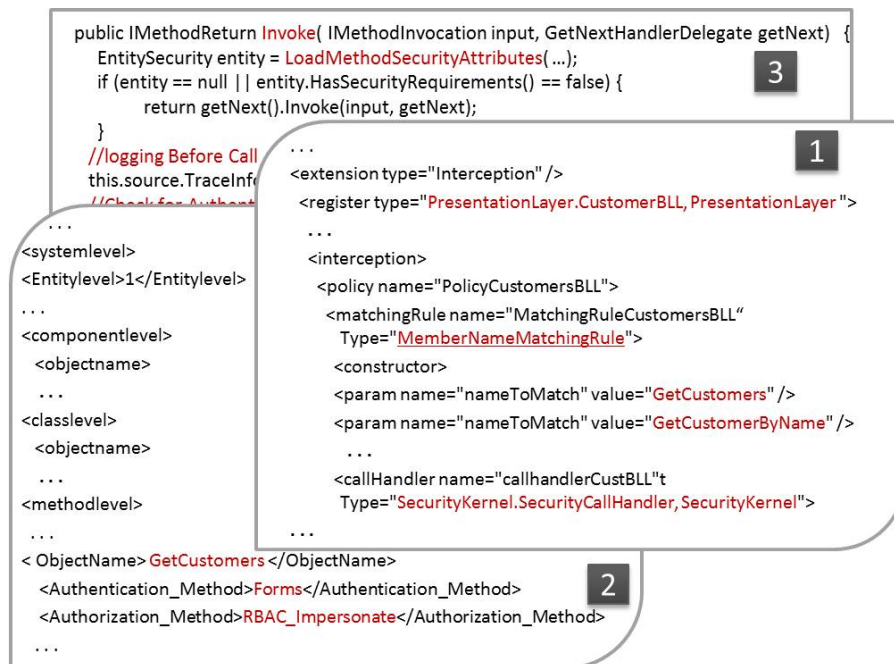 public IMethodReturn Invoke( IMethodInvocation input, GetNextHandlerDelegate getNext) {
EntitySecurity entity = LoadMethodSecurityAttributes( ...);
if (entity == null || entity.HasSecurityRequirements() == false) {
return getNext().Invoke(input, getNext);
}
//logging Before Call
this.source.TraceInfo
//Check for Authent
3
1
...
<extension type="Interception" />
<register type="PresentationLayer.CustomerBLL, PresentationLayer ">
...
<interception>
<policy name="PolicyCustomersBLL">
<matchingRule name="MatchingRuleCustomersBLL“
Type="MemberNameMatchingRule">
<constructor>
<param name="nameToMatch" value="GetCustomers" />
<param name="nameToMatch" value="GetCustomerByName" />
...
<callHandler name="callhandlerCustBLL"t
Type="SecurityKernel.SecurityCallHandler, SecurityKernel">
...
...
<systemlevel>
<Entitylevel>1</Entitylevel>
...
<componentlevel>
<objectname>
...
<classlevel>
<objectname>
...
<methodlevel>
...
< ObjectName> GetCustomers </ObjectName>
<Authentication_Method>Forms</Authentication_Method>
<Authorization_Method>RBAC_Impersonate</Authorization_Method>
...
2